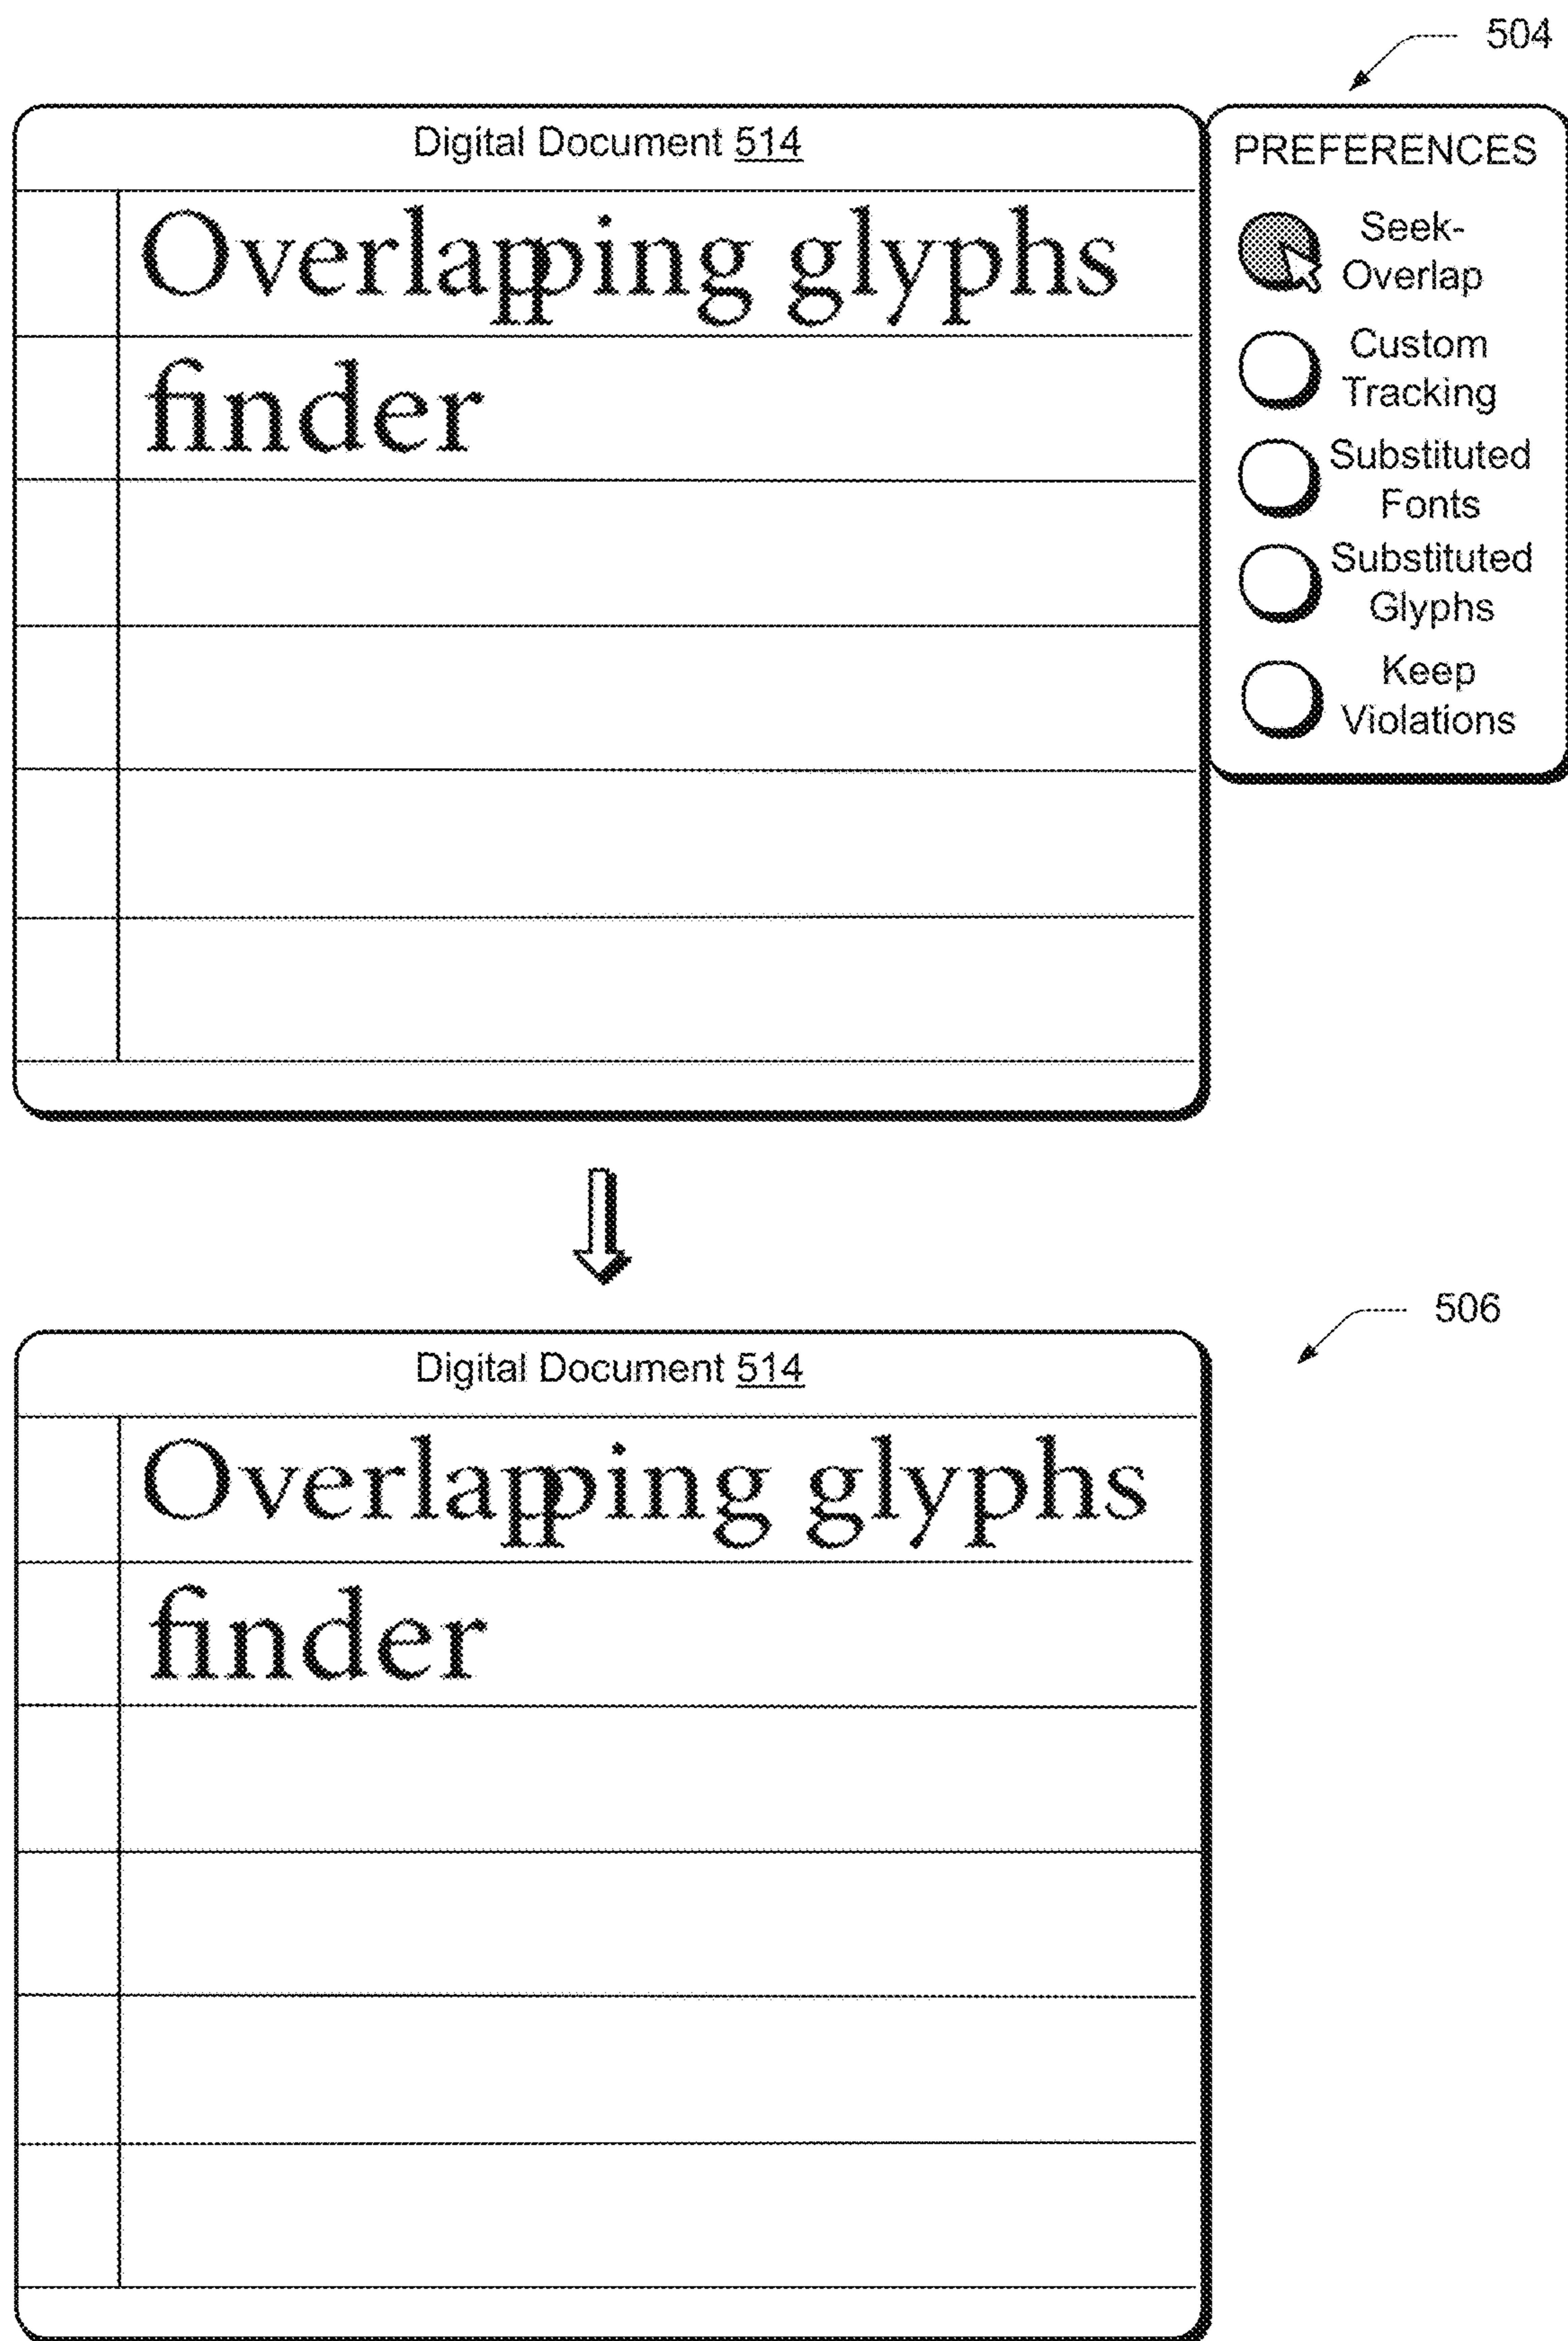 504
Digital Document 514
Overlapping glyphs
finder
PREFERENCES
Seek-
Overlap
Custom
Tracking
Substituted
Fonts
Substituted
Glyphs
Keep
Violations
506
Digital Document 514
Overlapping glyphs
finder